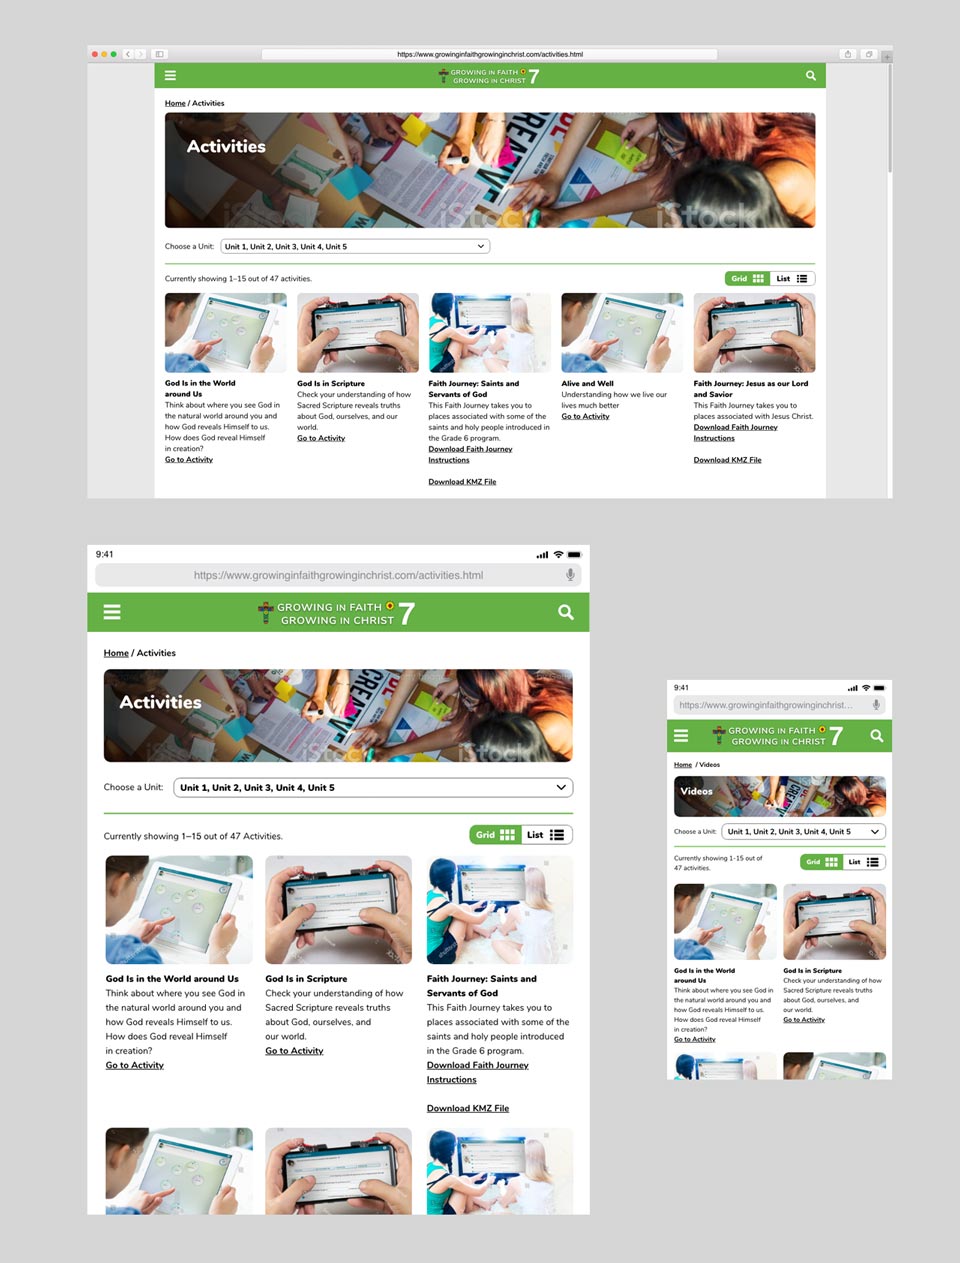 https://www.growinginfaithgrowinginchrist.com/activities.html
GROWING IN FAITH
GROWING IN CHRIST 7
Home / Activities
Activities
iStock iStock iStock
Choose a Unit: Unit 1, Unit 2, Unit 3, Unit 4, Unit 5
Currently showing 1–15 out of 47 activities.
Grid List
God Is in the World
around Us
Think about where you see God in
the natural world around you and
how God reveals Himself to us.
How does God reveal Himself
in creation?
Go to Activity
God Is in Scripture
Check your understanding of how
Sacred Scripture reveals truths
about God, ourselves, and our
world.
Go to Activity
Faith Journey: Saints and
Servants of God
This Faith Journey takes you to
places associated with some of the
saints and holy people introduced in
the Grade 6 program.
Download Faith Journey
Instructions
Download KMZ File
Alive and Well
Understanding how we live our
lives much better
Go to Activity
Faith Journey: Jesus as our Lord
and Savior
This Faith Journey takes you to
places associated with Jesus Christ.
Download Faith Journey
Instructions
Download KMZ File
9:41
https://www.growinginfaithgrowinginchrist.com/activities.html
GROWING IN FAITH
GROWING IN CHRIST 7
Home / Activities
Activities
iStock iStock iStock
Choose a Unit: Unit 1, Unit 2, Unit 3, Unit 4, Unit 5
Currently showing 1–15 out of 47 Activities.
Grid List
God Is in the World around Us
Think about where you see God in
the natural world around you and
how God reveals Himself to us.
How does God reveal Himself
in creation?
Go to Activity
God Is in Scripture
Check your understanding of how
Sacred Scripture reveals truths
about God, ourselves, and
our world.
Go to Activity
Faith Journey: Saints and
Servants of God
This Faith Journey takes you to
places associated with some of the
saints and holy people introduced
in the Grade 6 program.
Download Faith Journey
Instructions
Download KMZ File
9:41
https://www.growinginfaithgrowinginchrist...
GROWING IN FAITH
GROWING IN CHRIST 7
Home / Videos
Videos
Choose a Unit: Unit 1, Unit 2, Unit 3, Unit 4, Unit 5
Currently showing 1-15 out of
47 activities.
Grid List
God Is in the World
around Us
Think about where you see God in
the natural world around you and
how God reveals Himself to us.
How does God reveal Himself
in creation?
Go to Activity
God Is in Scripture
Check your understanding of how
Sacred Scripture reveals truths
about God, ourselves, and
our world.
Go to Activity